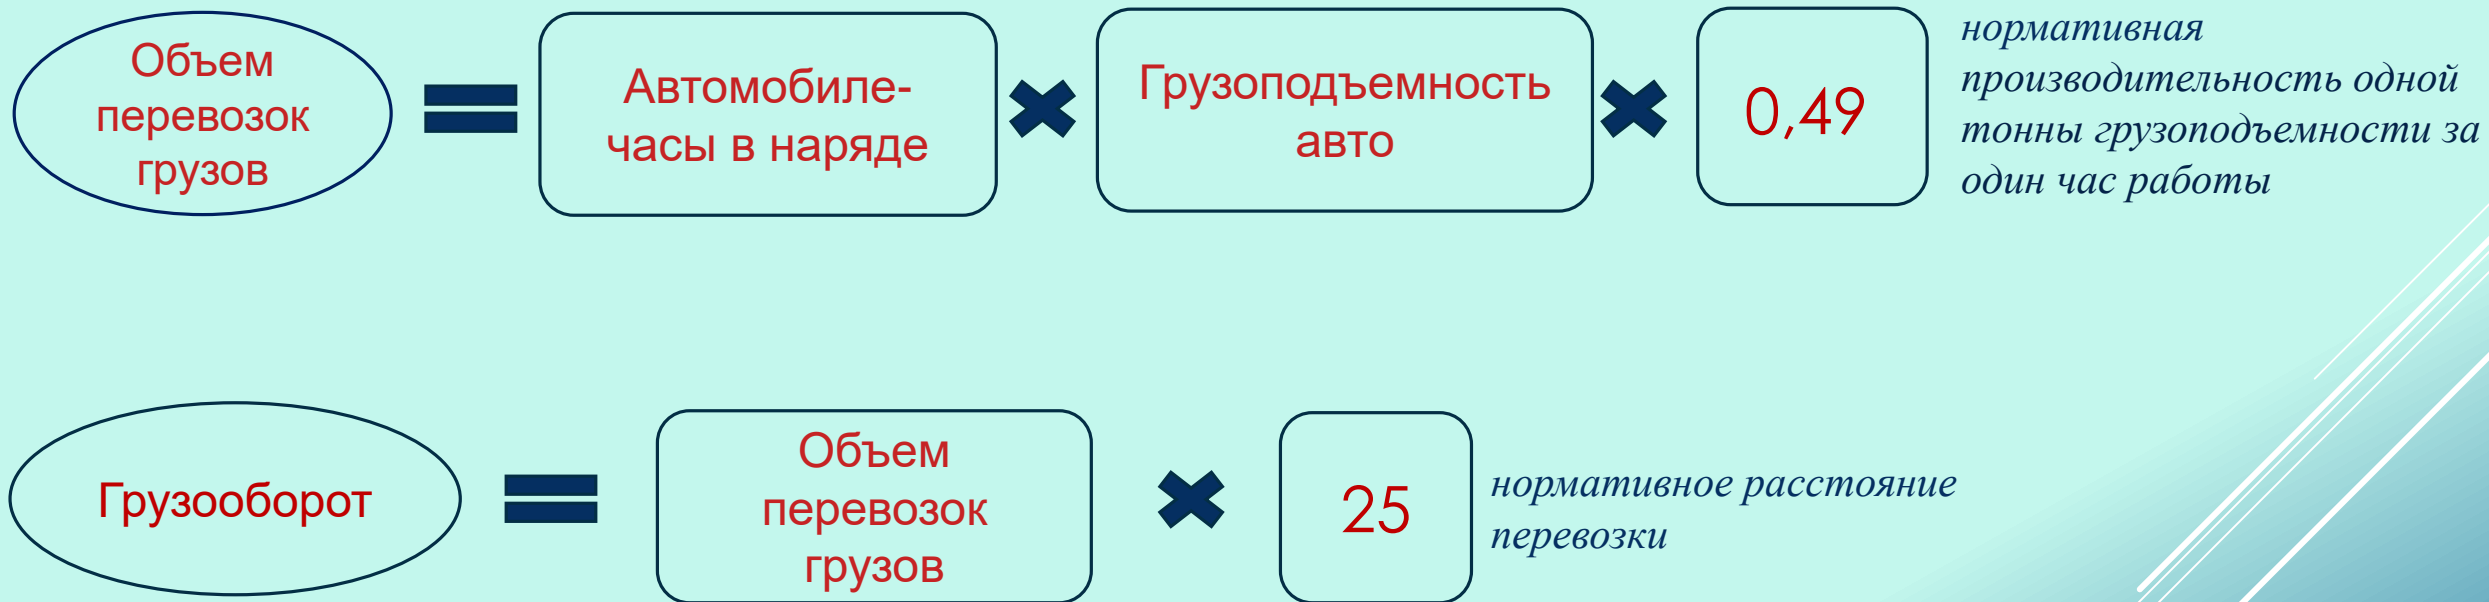 Объем
перевозок
грузов
Автомобиле-
часы в наряде
Грузоподъемность
авто
0,49
нормативная
производительность одной
тонны грузоподъемности за
один час работы
Грузооборот
Объем
перевозок
грузов
25
нормативное расстояние
перевозки